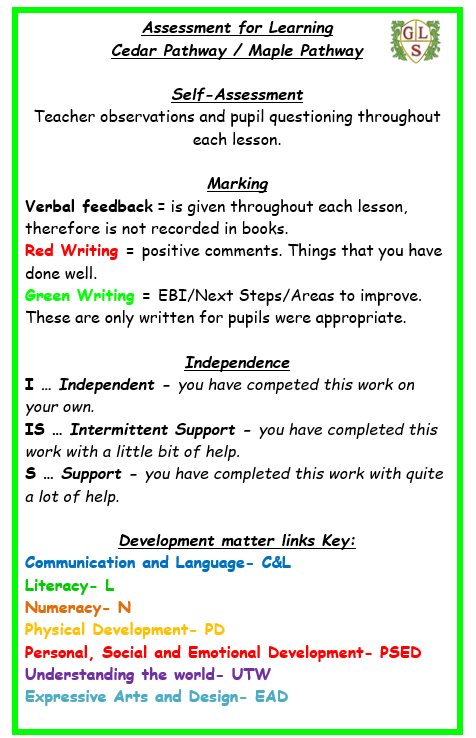 Assessment for Learning
Cedar Pathway / Maple Pathway
G L
S
Self-Assessment
Teacher observations and pupil questioning throughout
each lesson.
Marking
Verbal feedback = is given throughout each lesson,
therefore is not recorded in books.
Red Writing = positive comments. Things that you have
done well.
Green Writing = EBI/Next Steps/Areas to improve.
These are only written for pupils were appropriate.
Independence
I … Independent - you have competed this work on
your own.
IS … Intermittent Support - you have completed this
work with a little bit of help.
S … Support - you have completed this work with quite
a lot of help.
Development matter links Key:
Communication and Language- C&L
Literacy- L
Numeracy- N
Physical Development- PD
Personal, Social and Emotional Development- PSED
Understanding the world- UTW
Expressive Arts and Design- EAD